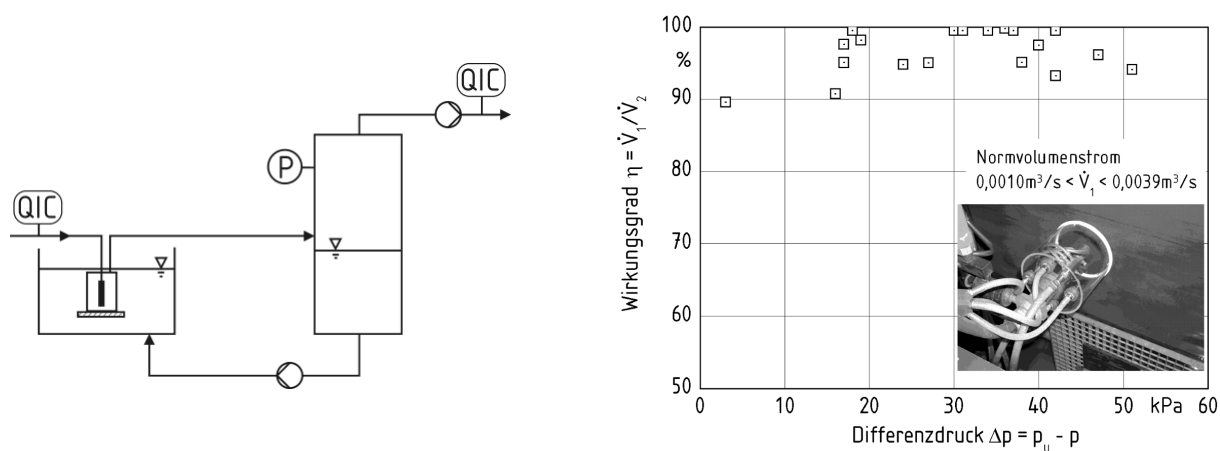 QIC
P
QIC
100
%
90
80
70
60
50
Wirkungsgrad η = V̇₁/V̇₂
Normvolumenstrom
0,0010m³/s < V̇₁ < 0,0039m³/s
0 10 20 30 40 50 kPa 60
Differenzdruck Δp = pᵤ - p